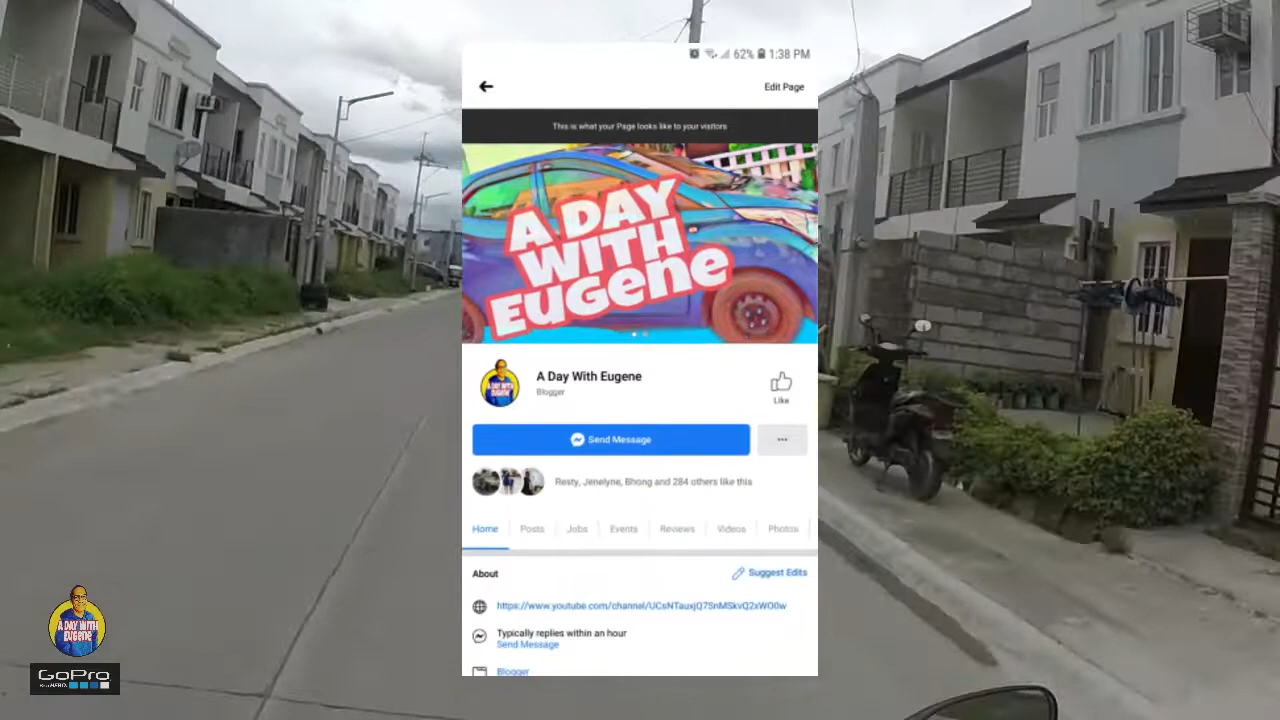 62% 1:38 PM
Edit Page
This is what your Page looks like to your visitors
A DAY
WITH
EUGene
A Day With Eugene
Blogger
Like
A DAY WITH
EUGENE
Send Message
Resty, Jenelyne, Bhong and 284 others like this
Home Posts Jobs Events Reviews Videos Photos
About
Suggest Edits
https://www.youtube.com/channel/UCsNTauxjQ7SnMSkvQ2xWO0w
Typically replies within an hour
Send Message
Blogger
A DAY WITH
EUGENE
GoPro